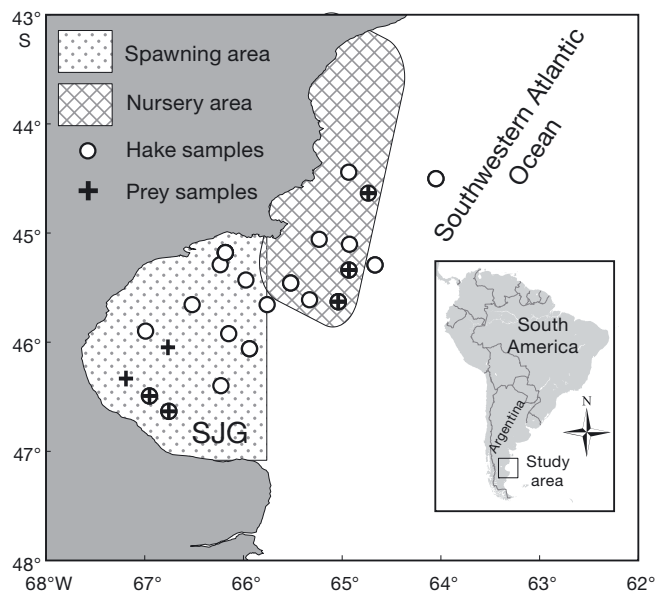 43°
S
44°
45°
46°
47°
48°
68°W
67°
66°
65°
64°
63°
62°
Spawning area
Nursery area
Hake samples
Prey samples
Southwestern Atlantic
Ocean
SJG
South
America
Argentina
N
Study
area